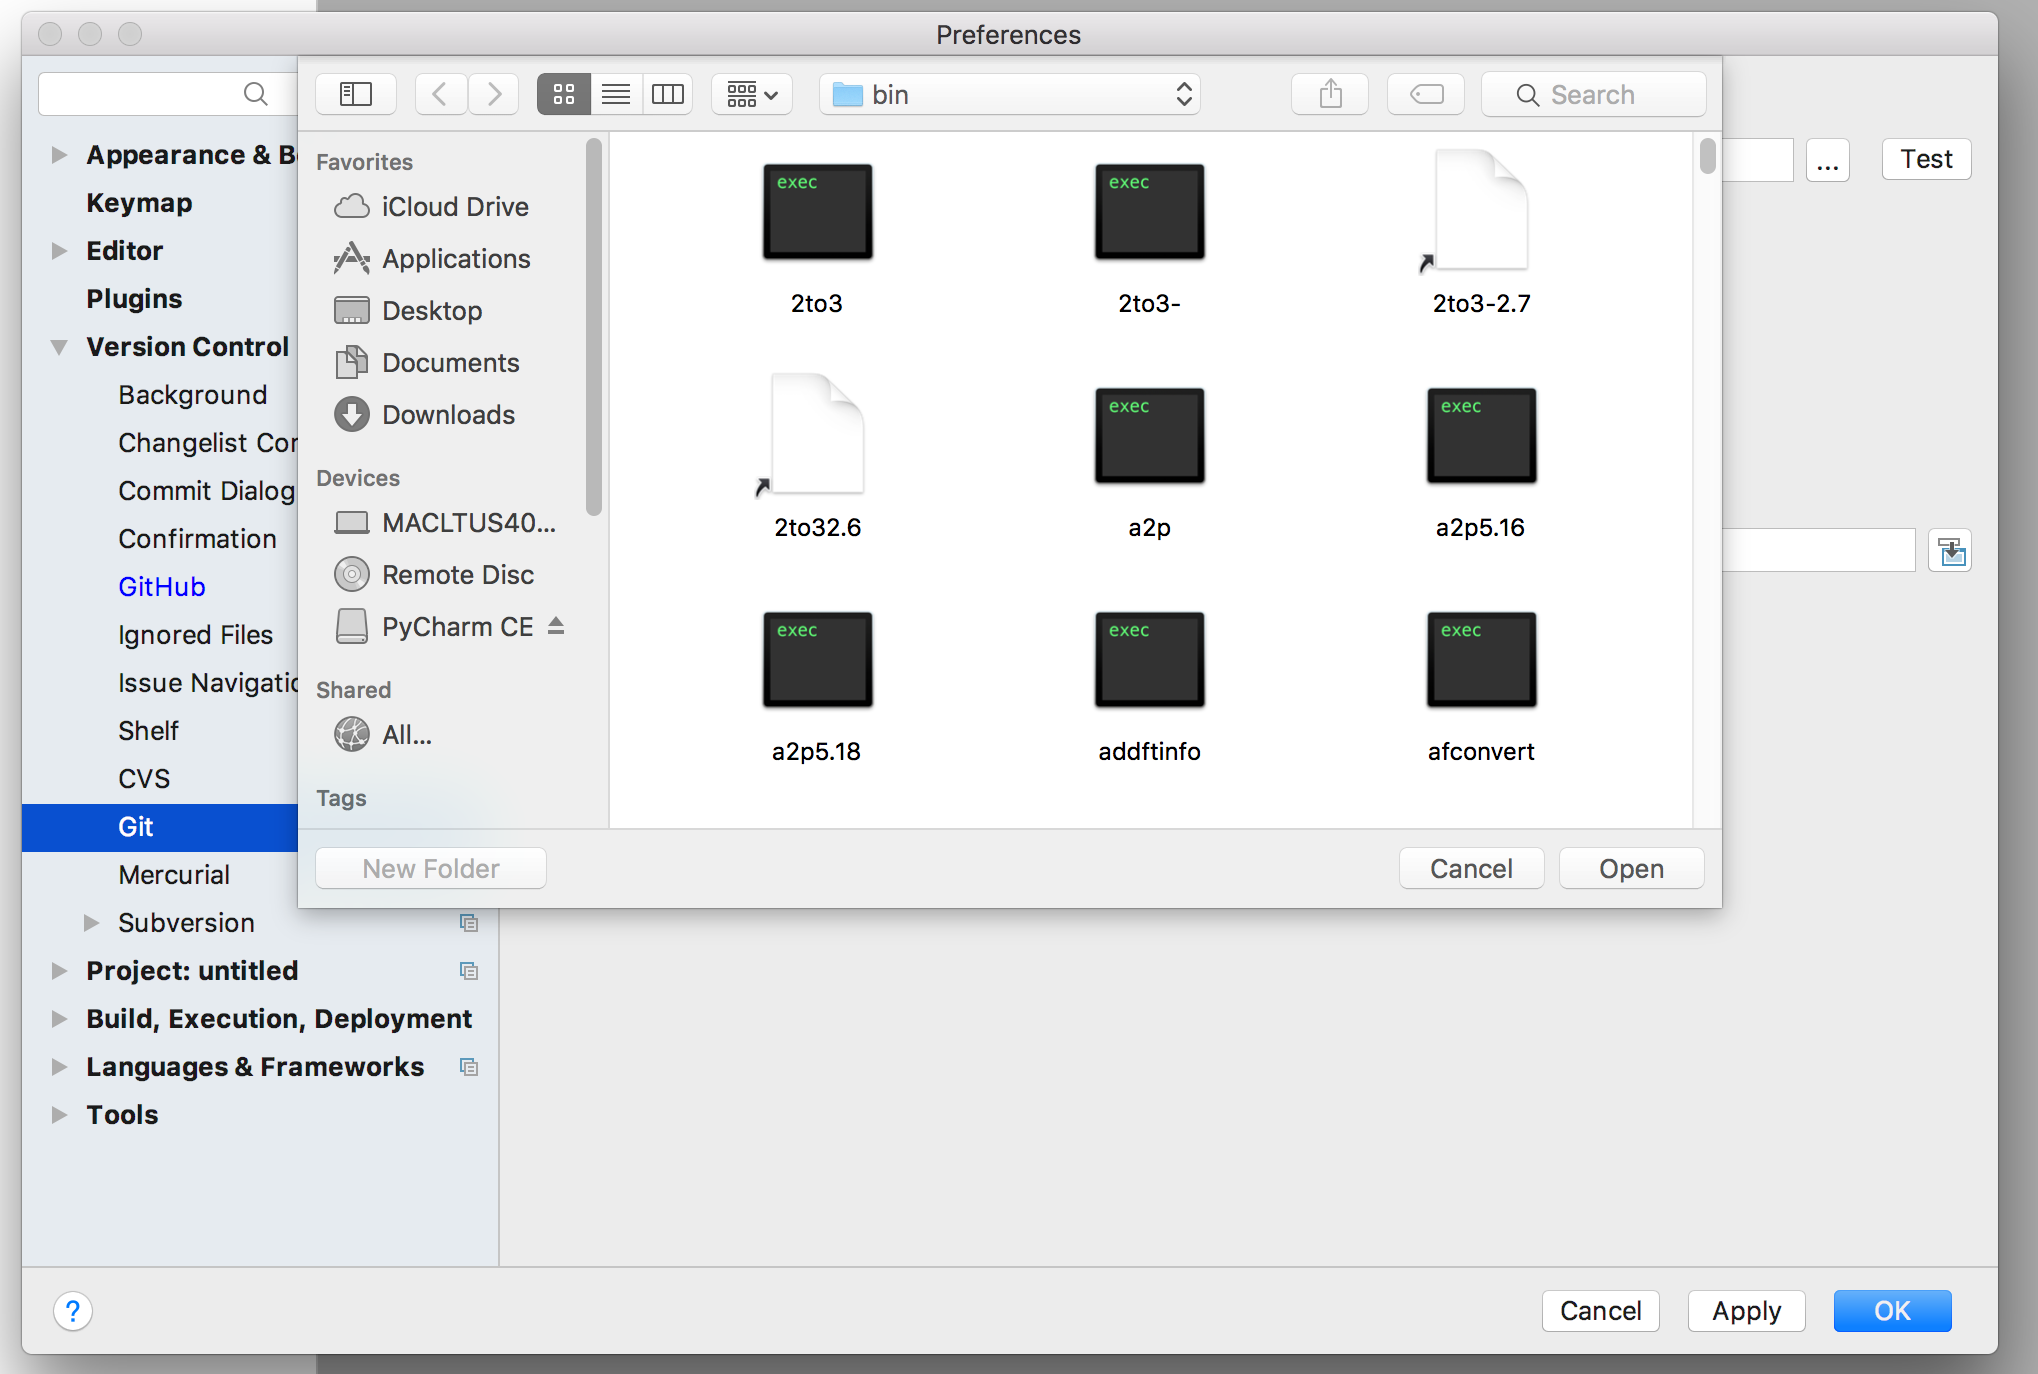 Preferences
bin
Search
Appearance & B
Keymap
Editor
Plugins
Version Control
Background
Changelist Con
Commit Dialog
Confirmation
GitHub
Ignored Files
Issue Navigatio
Shelf
CVS
Git
Mercurial
Subversion
Project: untitled
Build, Execution, Deployment
Languages & Frameworks
Tools
Favorites
iCloud Drive
Applications
Desktop
Documents
Downloads
Devices
MACLTUS40...
Remote Disc
PyCharm CE
Shared
All...
Tags
exec
exec
2to3
2to3-
2to3-2.7
exec
exec
2to32.6
a2p
a2p5.16
exec
exec
exec
a2p5.18
addftinfo
afconvert
New Folder
Cancel
Open
...
Test
?
Cancel
Apply
OK